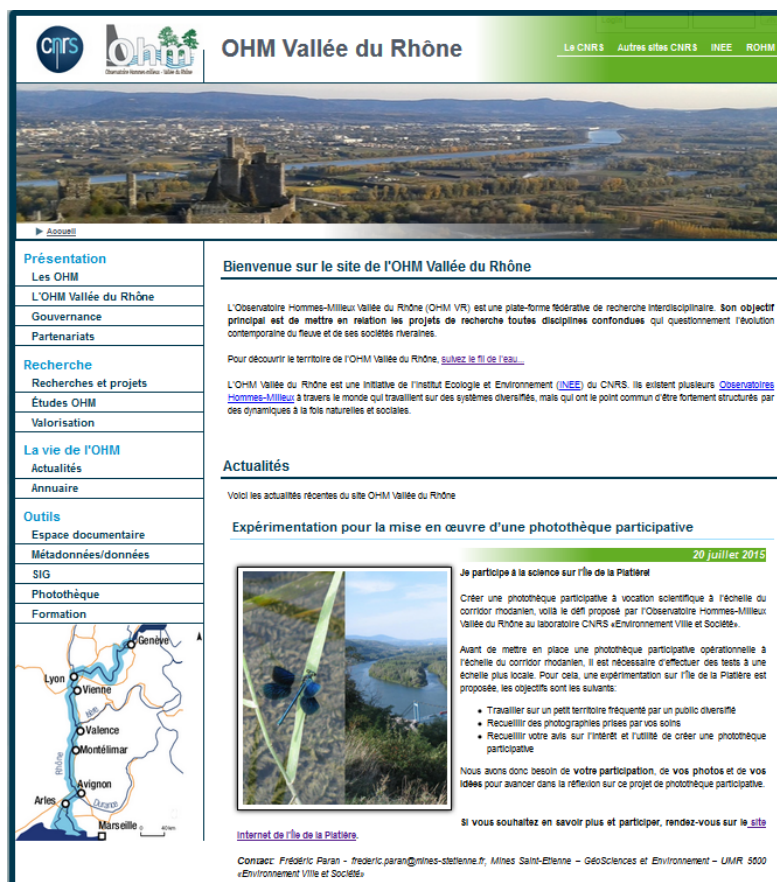 Login
cnrs
ohm
Observatoire Hommes-milieux - Vallée du Rhône
OHM Vallée du Rhône
Le CNRS Autres sites CNRS INEE ROHM
Accueil
Présentation
Les OHM
L'OHM Vallée du Rhône
Gouvernance
Partenariats
Recherche
Recherches et projets
Études OHM
Valorisation
La vie de l'OHM
Actualités
Annuaire
Outils
Espace documentaire
Métadonnées/données
SIG
Photothèque
Formation
Genève
Lyon
Vienne
Isère
Valence
Montélimar
Rhône
Avignon
Arles
Durance
Marseille
0 40km
Bienvenue sur le site de l'OHM Vallée du Rhône
L'Observatoire Hommes-Milieux Vallée du Rhône (OHM VR) est une plate-forme fédérative de recherche interdisciplinaire. Son objectif
principal est de mettre en relation les projets de recherche toutes disciplines confondues qui questionnent l'évolution
contemporaine du fleuve et de ses sociétés riveraines.
Pour découvrir le territoire de l'OHM Vallée du Rhône, suivez le fil de l'eau...
L'OHM Vallée du Rhône est une initiative de l'Institut Ecologie et Environnement (INEE) du CNRS. Ils existent plusieurs Observatoires
Hommes-Milieux à travers le monde qui travaillent sur des systèmes diversifiés, mais qui ont le point commun d'être fortement structurés par
des dynamiques à la fois naturelles et sociales.
Actualités
Voici les actualités récentes du site OHM Vallée du Rhône
Expérimentation pour la mise en œuvre d'une photothèque participative
20 juillet 2015
Je participe à la science sur l'Île de la Platière!
Créer une photothèque participative à vocation scientifique à l'échelle du
corridor rhodanien, voilà le défi proposé par l'Observatoire Hommes-Milieux
Vallée du Rhône au laboratoire CNRS «Environnement Ville et Société».
Avant de mettre en place une photothèque participative opérationnelle à
l'échelle du corridor rhodanien, il est nécessaire d'effectuer des tests à une
échelle plus locale. Pour cela, une expérimentation sur l'Île de la Platière est
proposée, les objectifs sont les suivants:
• Travailler sur un petit territoire fréquenté par un public diversifié
• Recueillir des photographies prises par vos soins
• Recueillir votre avis sur l'intérêt et l'utilité de créer une photothèque
participative
Nous avons donc besoin de votre participation, de vos photos et de vos
idées pour avancer dans la réflexion sur ce projet de photothèque participative.
Si vous souhaitez en savoir plus et participer, rendez-vous sur le site
Internet de l'Île de la Platière.
Contact: Frédéric Paran - frederic.paran@mines-stetienne.fr, Mines Saint-Etienne – GéoSciences et Environnement – UMR 5600
«Environnement Ville et Société»